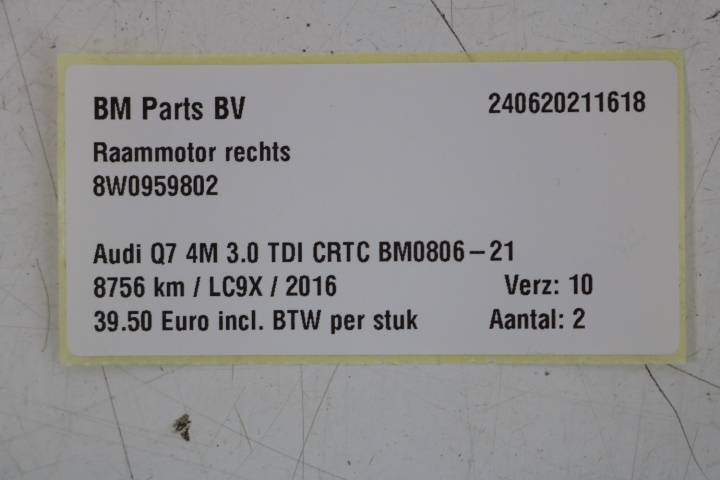 BM Parts BV 240620211618
Raammotor rechts
8W0959802
Audi Q7 4M 3.0 TDI CRTC BM0806-21
8756 km / LC9X / 2016 Verz: 10
39.50 Euro incl. BTW per stuk Aantal: 2